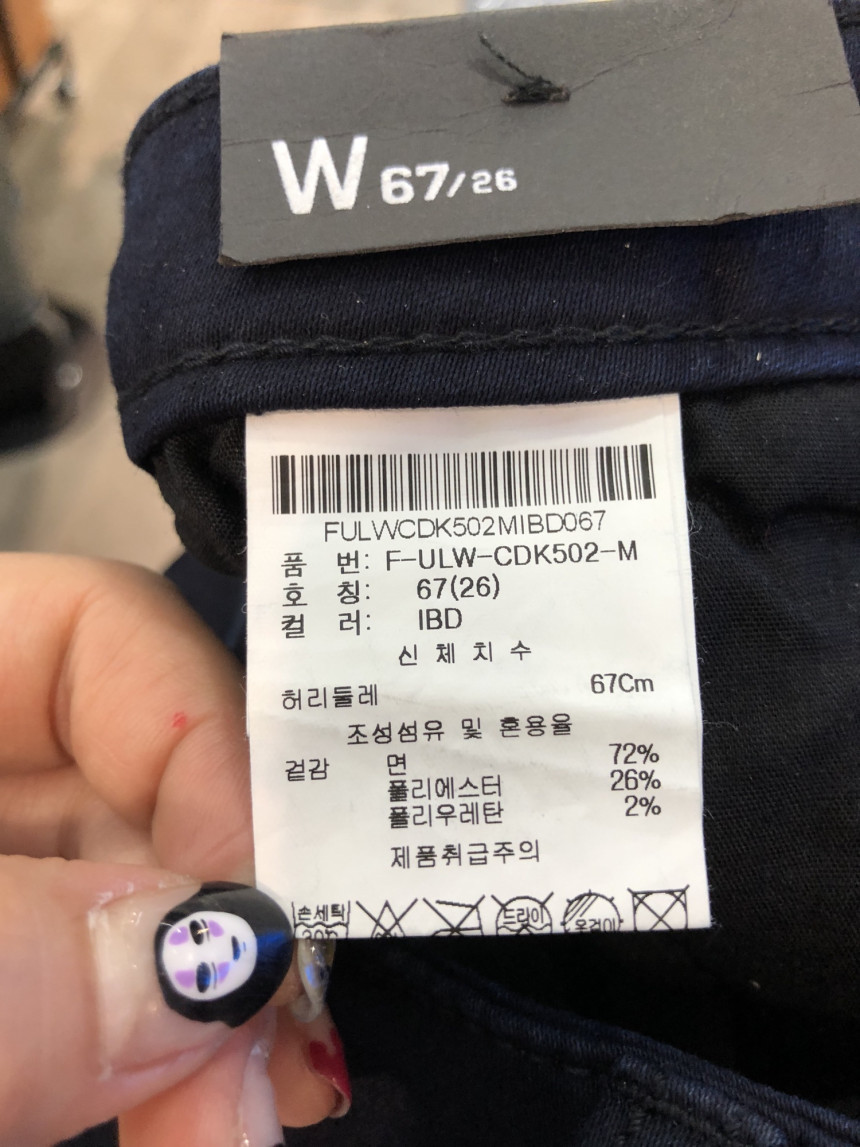 W 67/26
FULWCDK502MIBD067
품 번: F-ULW-CDK502-M
호 칭: 67(26)
컬 러: IBD
신 체 치 수
허리둘레 67Cm
조성섬유 및 혼용율
겉감 면 72%
폴리에스터 26%
폴리우레탄 2%
제품취급주의
손세탁 드라이 옷걸이